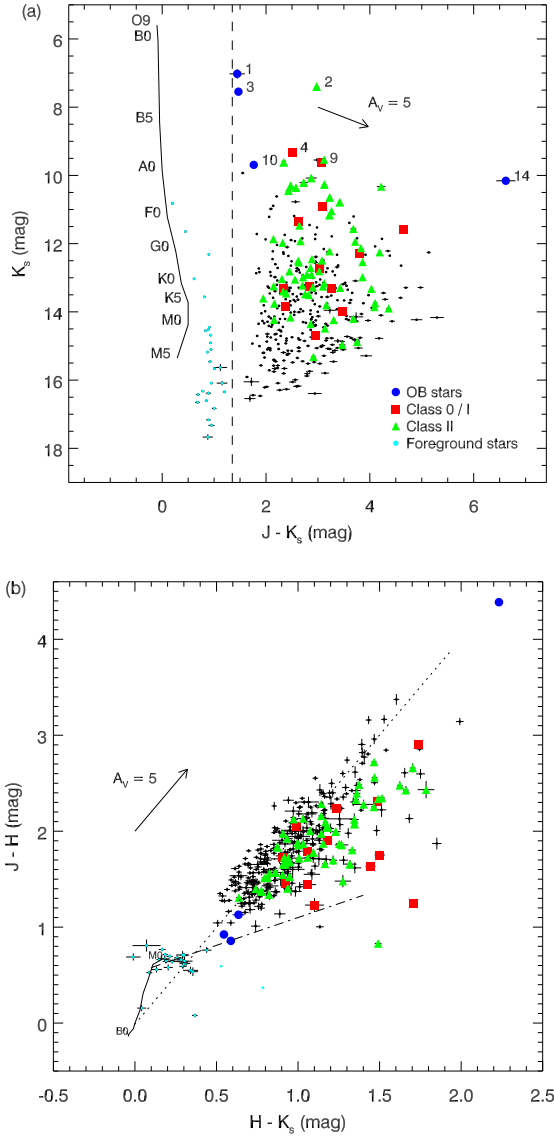 (a)
O9
B0
B5
A0
F0
G0
K0
K5
M0
M5
1
3
2
A_V = 5
4
9
10
14
OB stars
Class 0 / I
Class II
Foreground stars
6
8
10
12
14
16
18
K_s (mag)
0 2 4 6
J - K_s (mag)
(b)
A_V = 5
M0
B0
4
3
2
1
0
J - H (mag)
-0.5 0.0 0.5 1.0 1.5 2.0 2.5
H - K_s (mag)